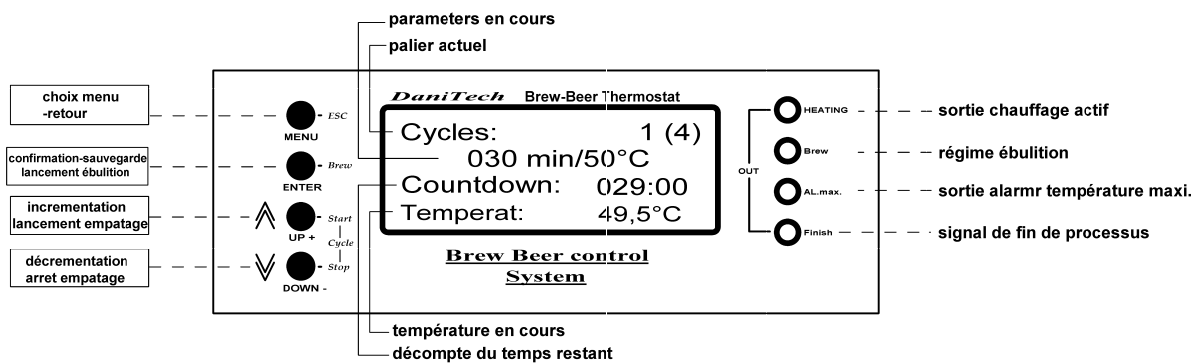 parameters en cours
palier actuel
choix menu
-retour
confirmation-sauvegarde
lancement ébulition
incrementation
lancement empatage
décrementation
arret empatage
ESC
MENU
Brew
ENTER
Start
UP +
Cycle
Stop
DOWN -
DaniTech Brew-Beer Thermostat
Cycles: 1 (4)
030 min/50°C
Countdown: 029:00
Temperat: 49,5°C
Brew Beer control
System
OUT
HEATING
Brew
AL.max.
Finish
sortie chauffage actif
régime ébulition
sortie alarmr température maxi.
signal de fin de processus
température en cours
décompte du temps restant